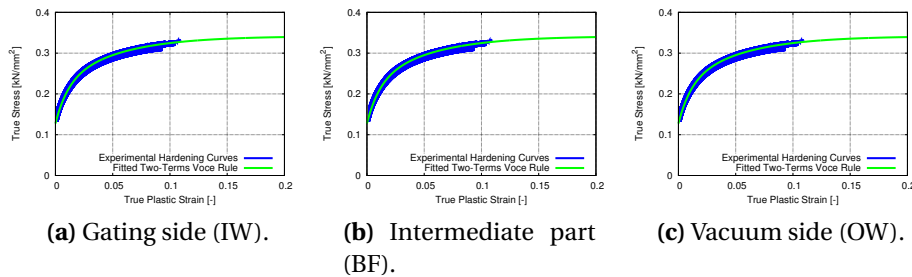 True Stress [kN/mm²]
0.4
0.3
0.2
0.1
0
0
0.05
0.1
0.15
0.2
Experimental Hardening Curves
Fitted Two-Terms Voce Rule
True Plastic Strain [-]
(a) Gating side (IW).
True Stress [kN/mm²]
0.4
0.3
0.2
0.1
0
0
0.05
0.1
0.15
0.2
Experimental Hardening Curves
Fitted Two-Terms Voce Rule
True Plastic Strain [-]
(b) Intermediate part
(BF).
True Stress [kN/mm²]
0.4
0.3
0.2
0.1
0
0
0.05
0.1
0.15
0.2
Experimental Hardening Curves
Fitted Two-Terms Voce Rule
True Plastic Strain [-]
(c) Vacuum side (OW).